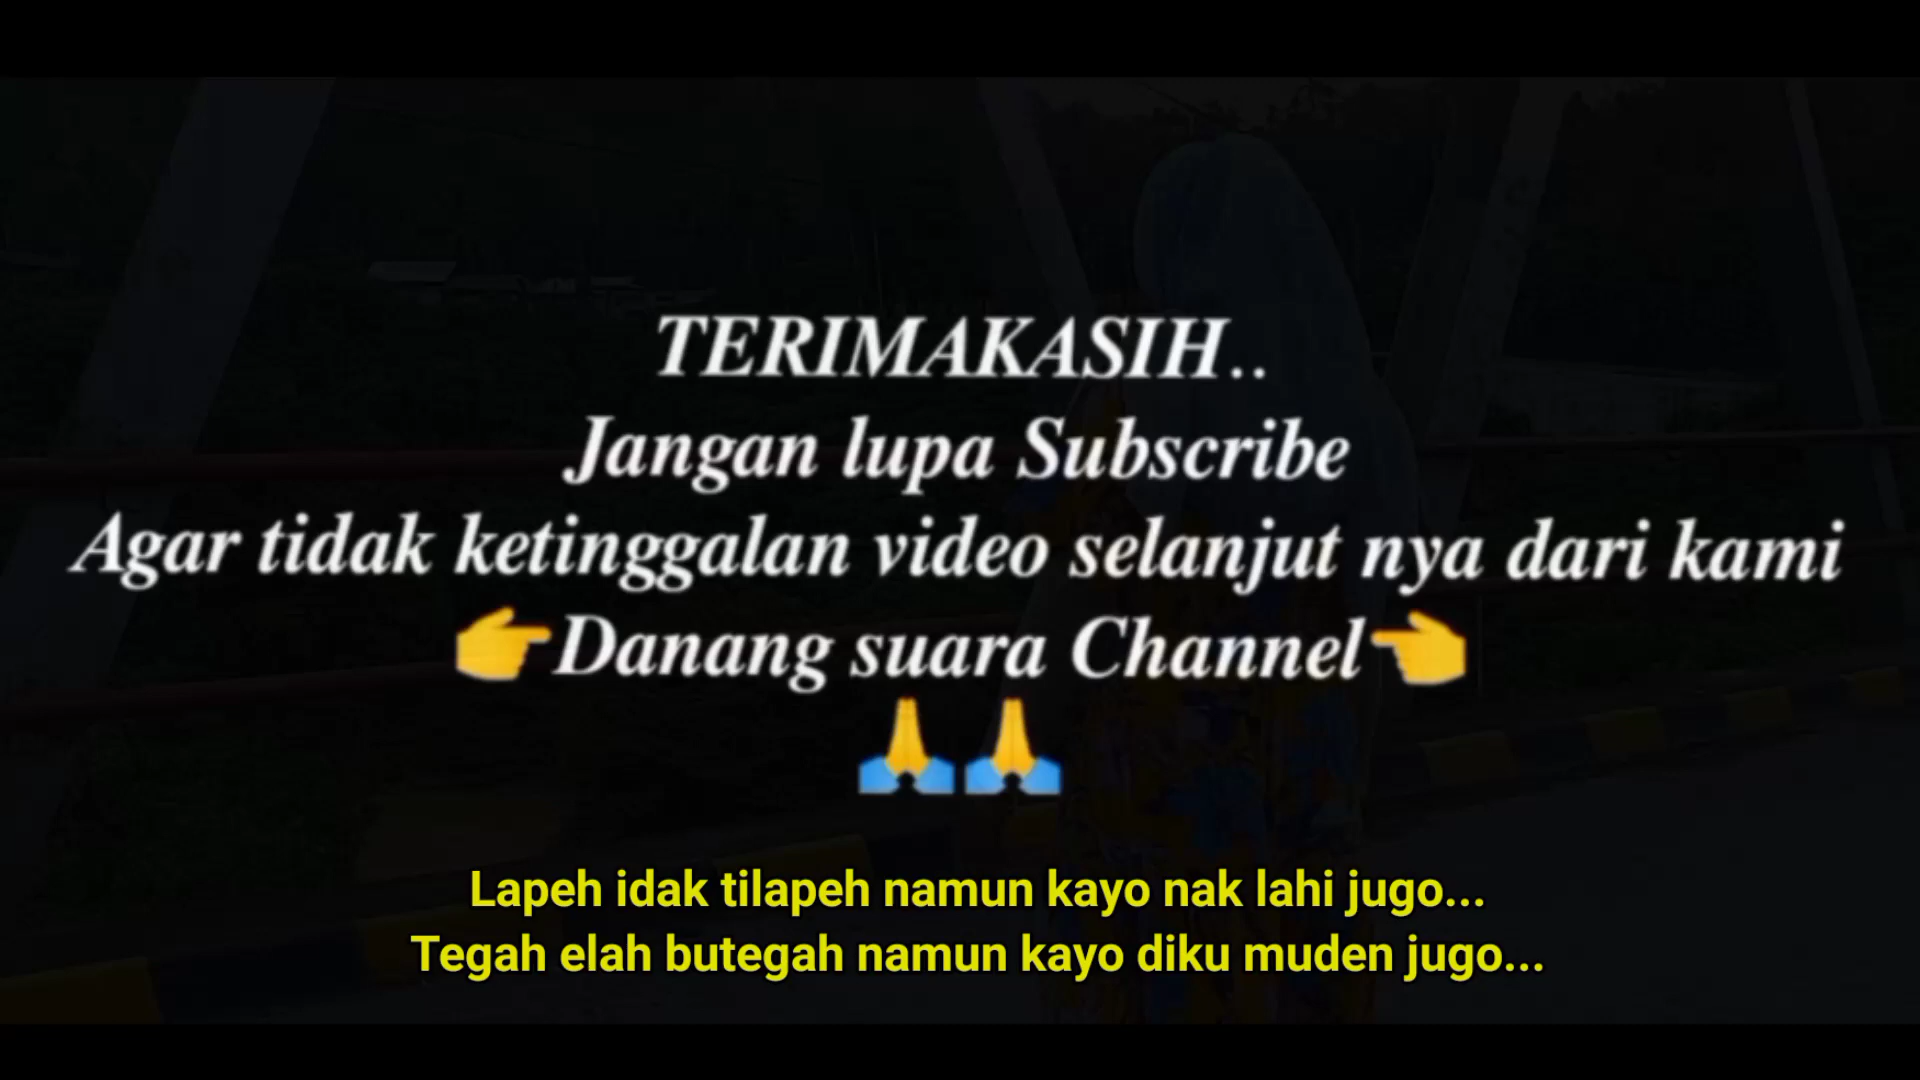 TERIMAKASIH..
Jangan lupa Subscribe
Agar tidak ketinggalan video selanjut nya dari kami
👉Danang suara Channel👈
🙏🙏
Lapeh idak tilapeh namun kayo nak lahi jugo...
Tegah elah butegah namun kayo diku muden jugo...